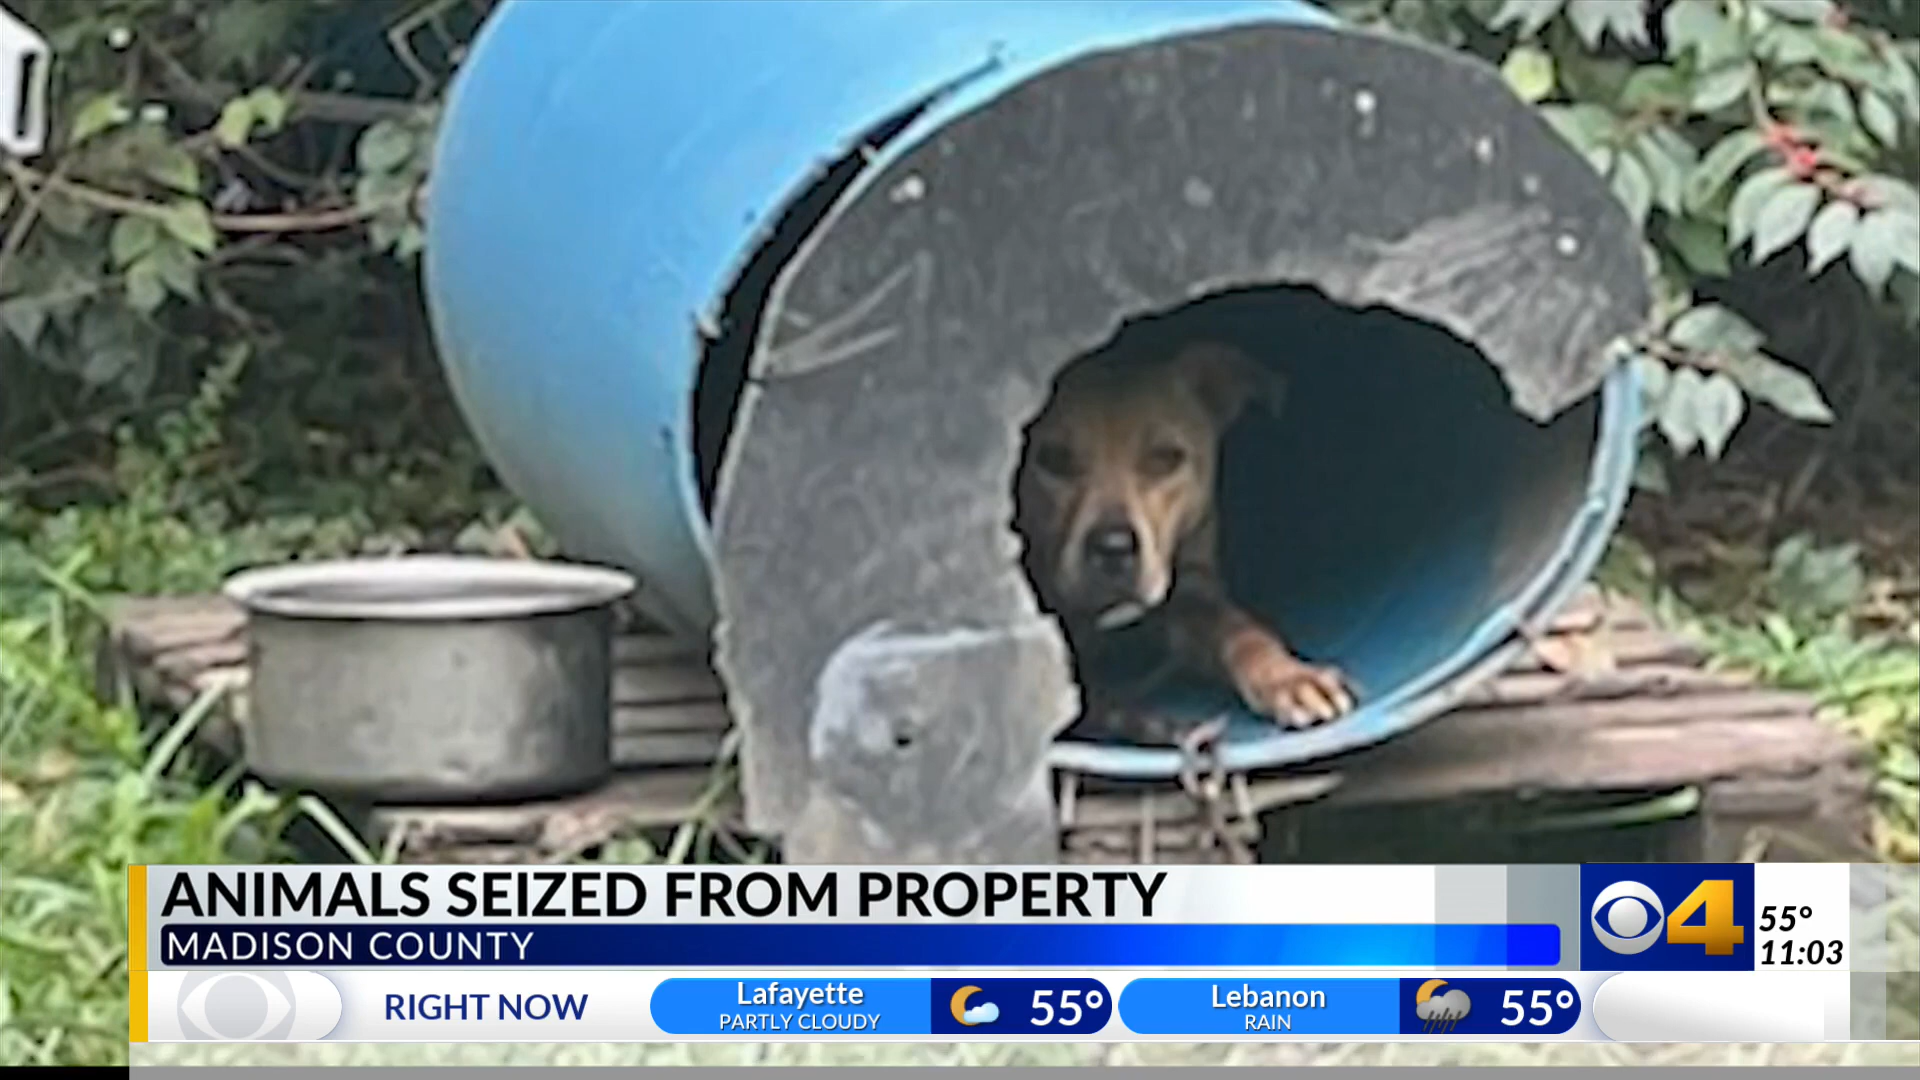 ANIMALS SEIZED FROM PROPERTY
MADISON COUNTY
4
55°
11:03
RIGHT NOW
Lafayette
PARTLY CLOUDY
55°
Lebanon
RAIN
55°